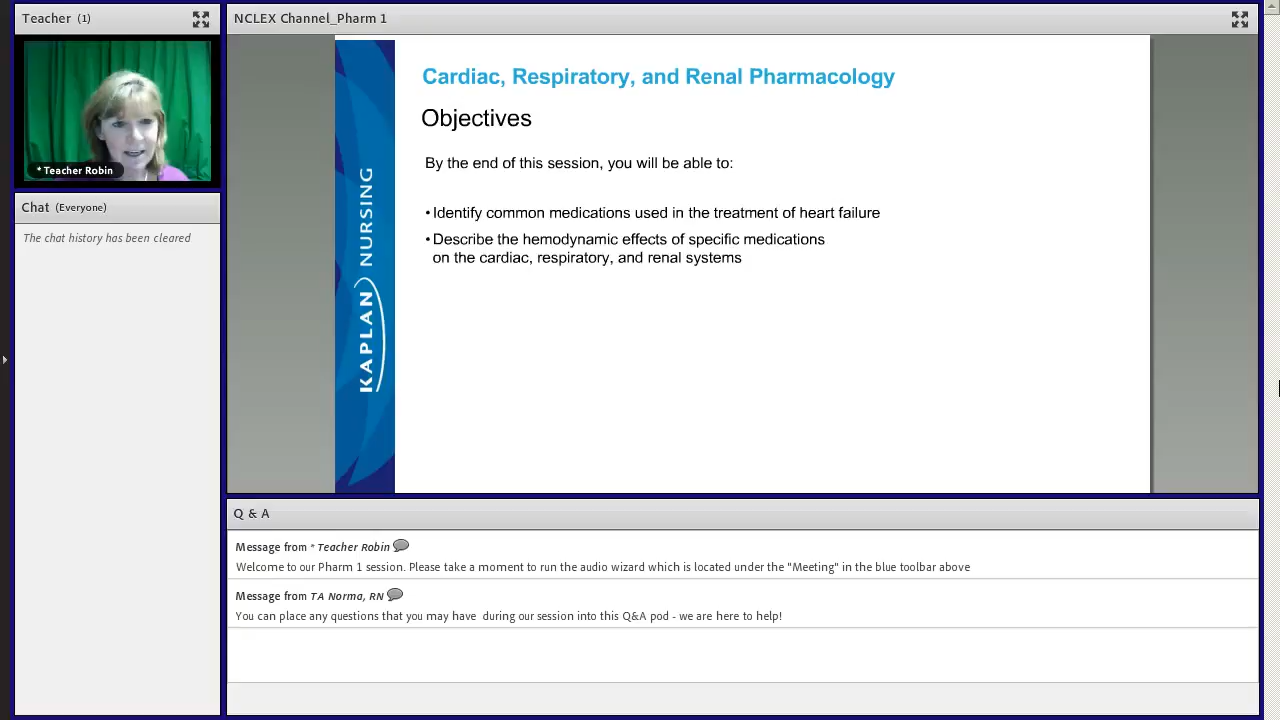 Teacher (1)
* Teacher Robin
Chat (Everyone)
The chat history has been cleared
NCLEX Channel_Pharm 1
KAPLAN NURSING
Cardiac, Respiratory, and Renal Pharmacology
Objectives
By the end of this session, you will be able to:
• Identify common medications used in the treatment of heart failure
• Describe the hemodynamic effects of specific medications
on the cardiac, respiratory, and renal systems
Q & A
Message from * Teacher Robin
Welcome to our Pharm 1 session. Please take a moment to run the audio wizard which is located under the "Meeting" in the blue toolbar above
Message from TA Norma, RN
You can place any questions that you may have  during our session into this Q&A pod - we are here to help!